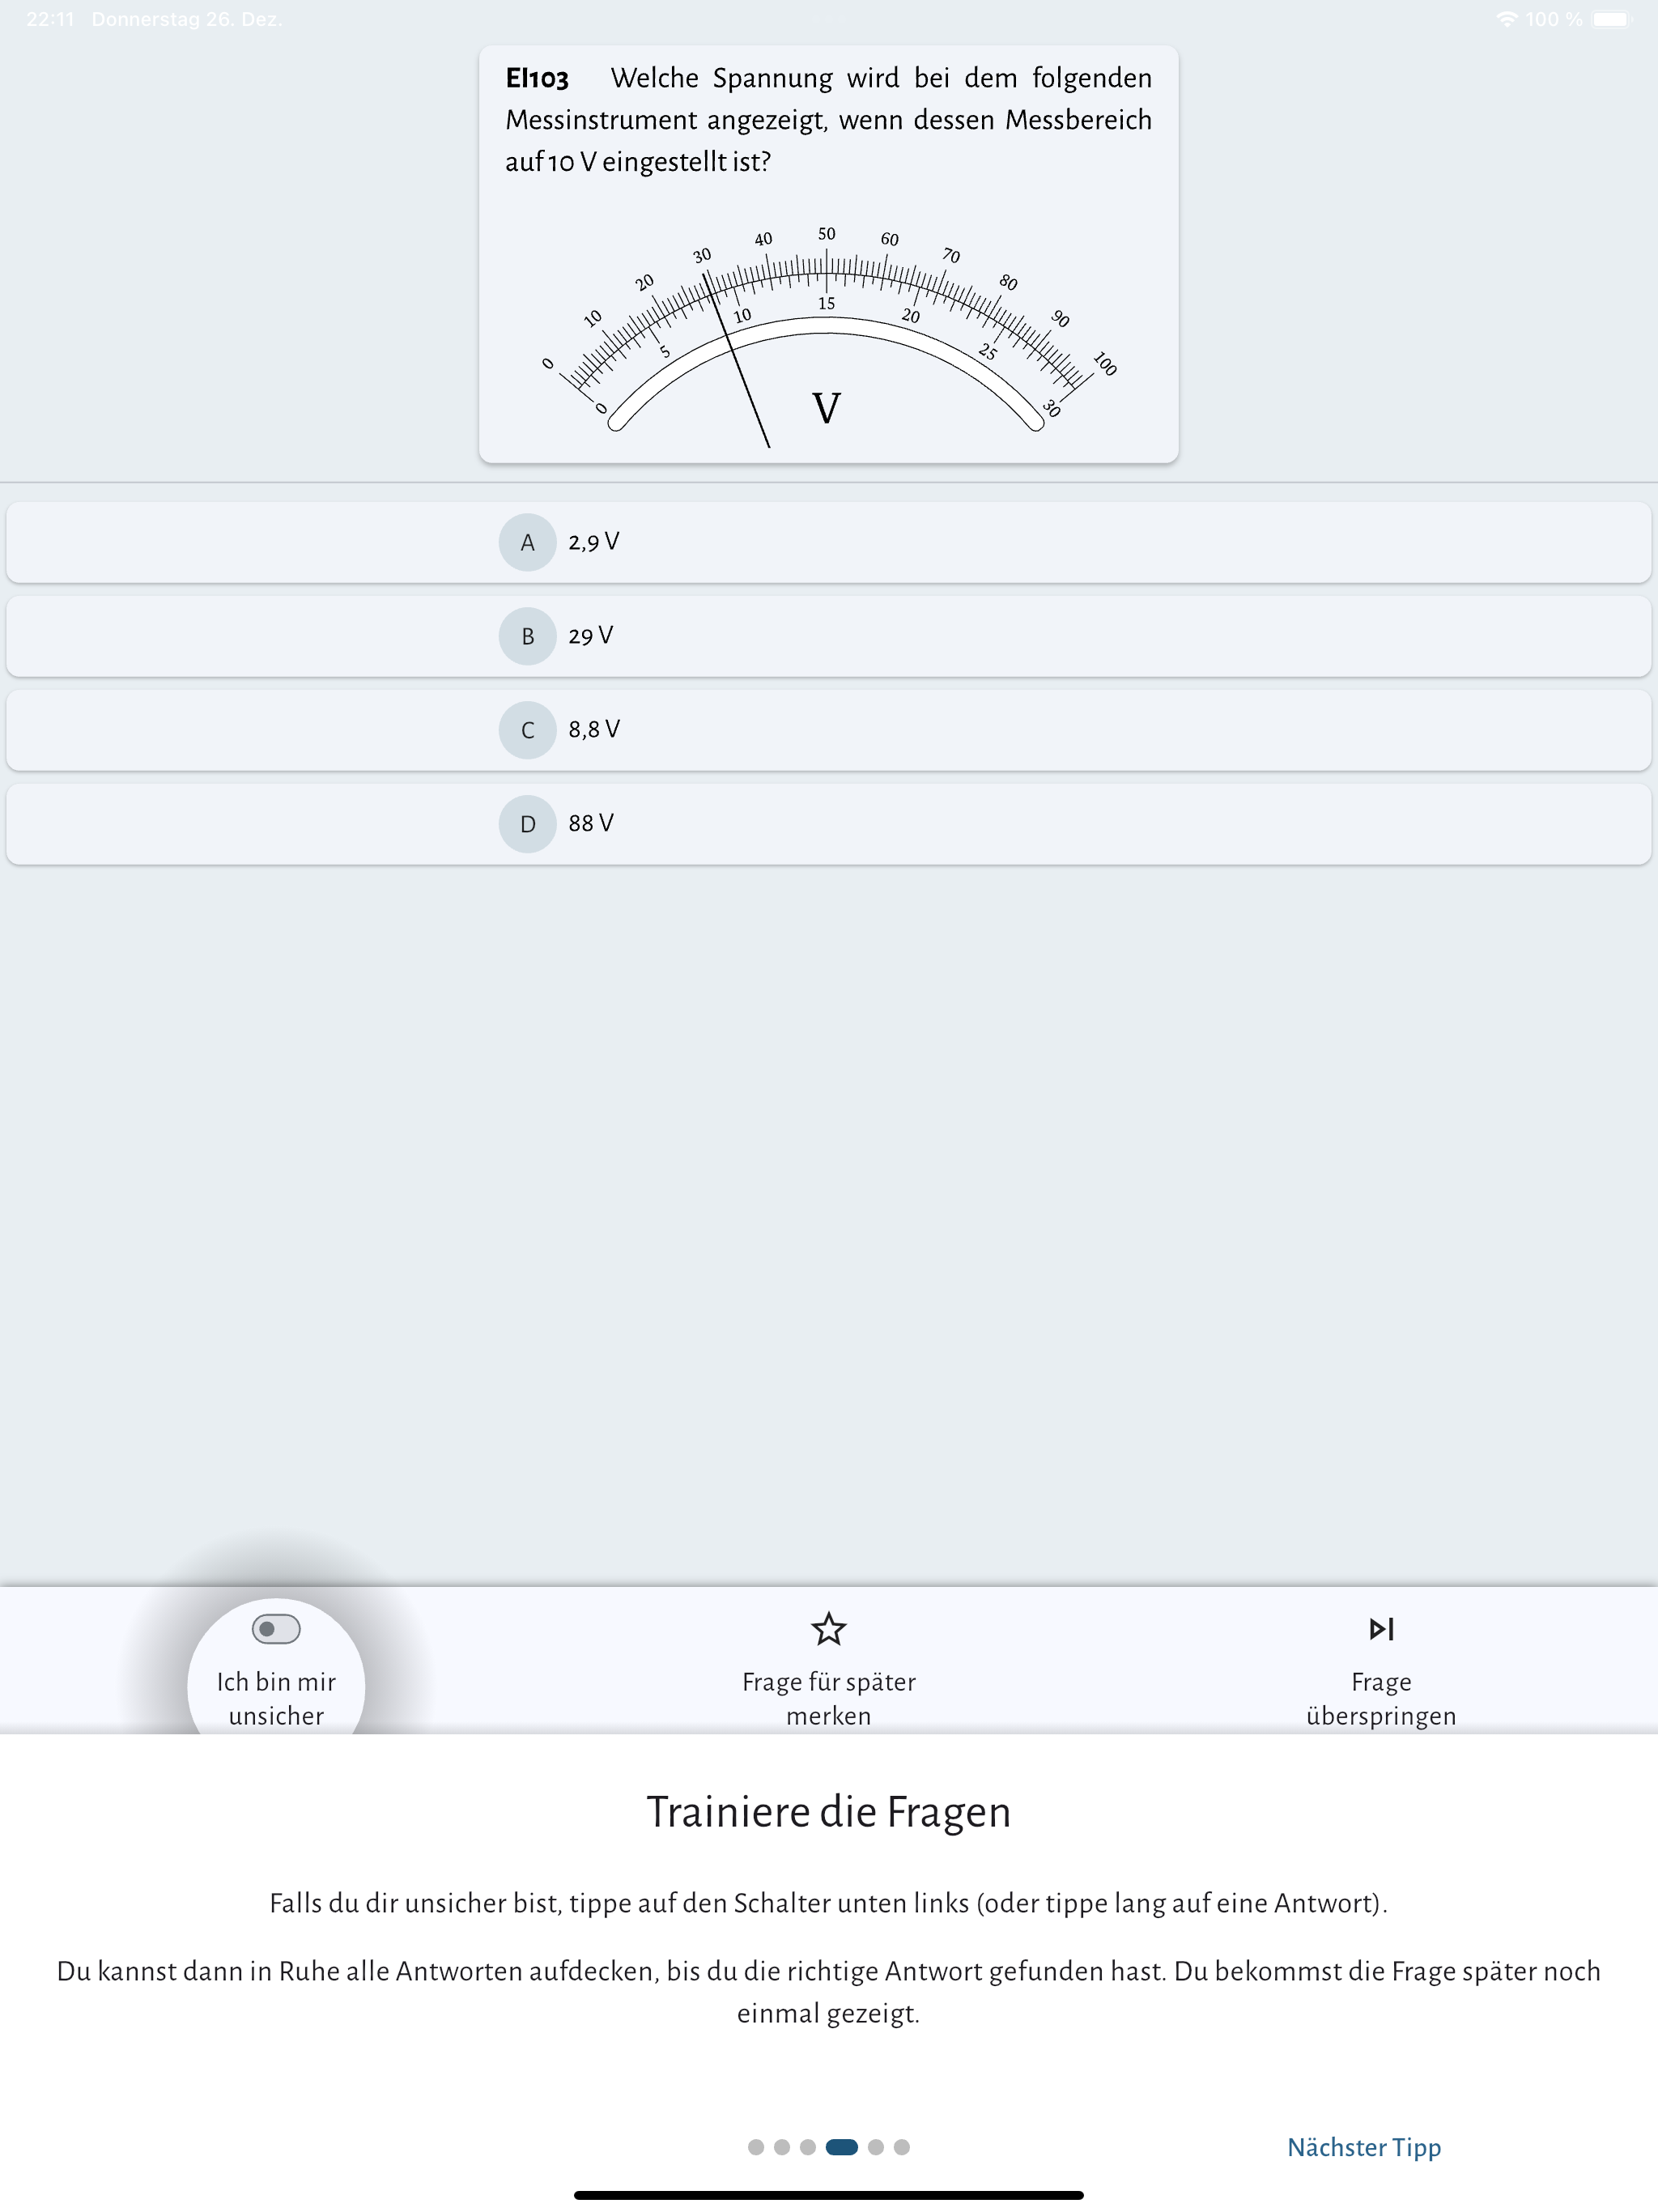 22:11 Donnerstag 26. Dez.
100 %
EI103 Welche Spannung wird bei dem folgenden
Messinstrument angezeigt, wenn dessen Messbereich
auf 10 V eingestellt ist?
0 10 20 30 40 50 60 70 80 90 100
0 5 10 15 20 25 30
V
A 2,9 V
B 29 V
C 8,8 V
D 88 V
Ich bin mir
unsicher
Frage für später
merken
Frage
überspringen
Trainiere die Fragen
Falls du dir unsicher bist, tippe auf den Schalter unten links (oder tippe lang auf eine Antwort).
Du kannst dann in Ruhe alle Antworten aufdecken, bis du die richtige Antwort gefunden hast. Du bekommst die Frage später noch
einmal gezeigt.
Nächster Tipp